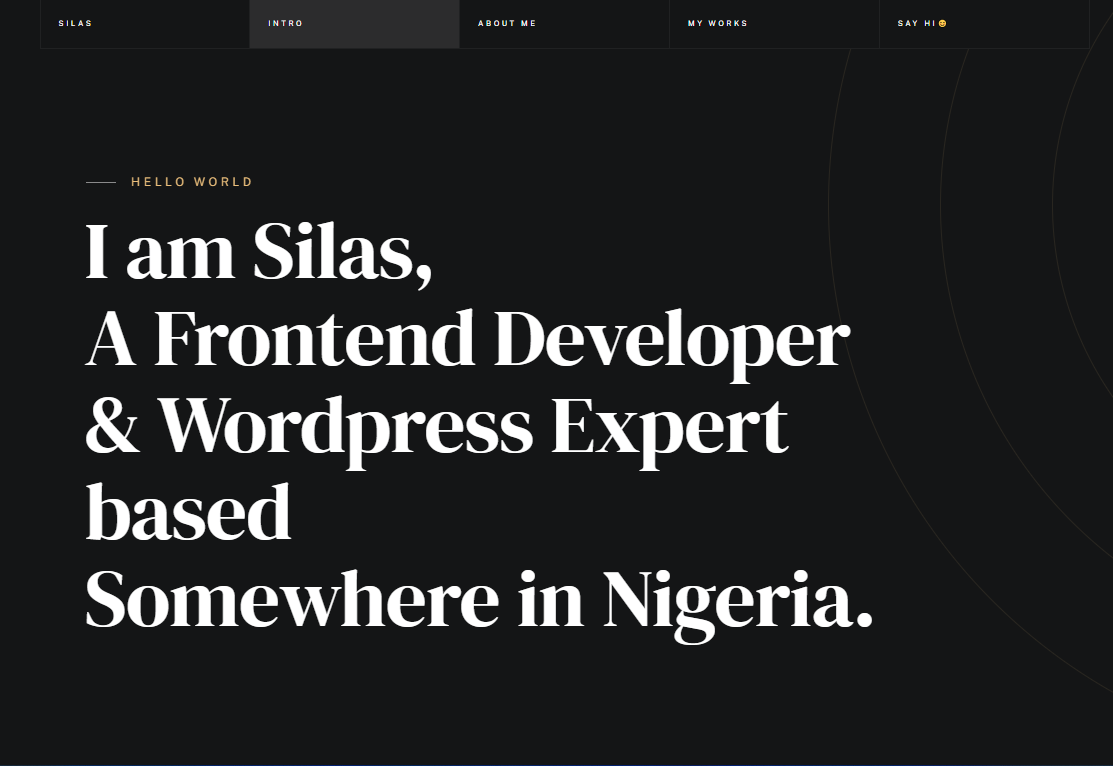 SILAS
INTRO
ABOUT ME
MY WORKS
SAY HI😊
HELLO WORLD
I am Silas,
A Frontend Developer
& Wordpress Expert
based
Somewhere in Nigeria.